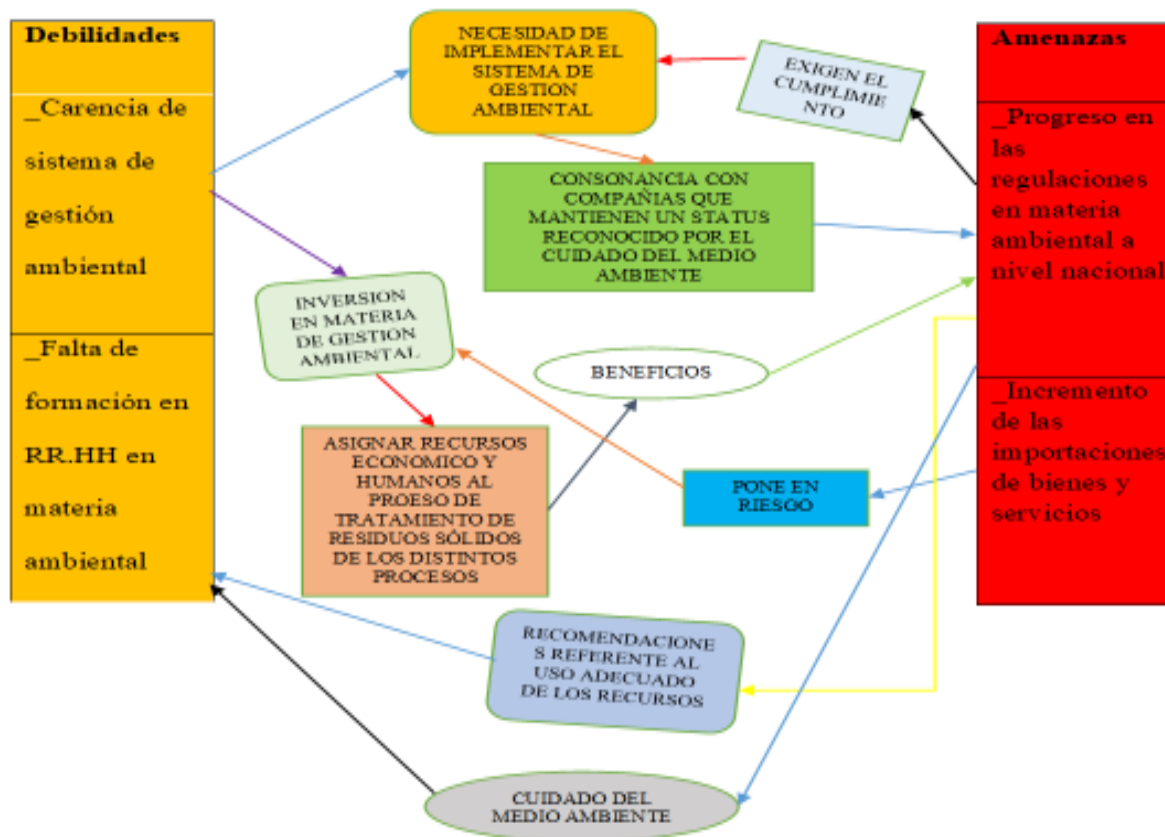 Debilidades
_Carencia de
sistema de
gestión
ambiental
_Falta de
formación en
RR.HH en
materia
ambiental
NECESIDAD DE
IMPLEMENTAR EL
SISTEMA DE
GESTION
AMBIENTAL
EXIGEN EL
CUMPLIMIE
NTO
CONSONANCIA CON
COMPAÑIAS QUE
MANTIENEN UN STATUS
RECONOCIDO POR EL
CUIDADO DEL MEDIO
AMBIENTE
INVERSION
EN MATERIA
DE GESTION
AMBIENTAL
BENEFICIOS
ASIGNAR RECURSOS
ECONOMICO Y
HUMANOS AL
PROESO DE
TRATAMIENTO DE
RESIDUOS SÓLIDOS
DE LOS DISTINTOS
PROCESOS
PONE EN
RIESGO
RECOMENDACIONE
S REFERENTE AL
USO ADECUADO
DE LOS RECURSOS
CUIDADO DEL
MEDIO AMBIENTE
Amenazas
_Progreso en
las
regulaciones
en materia
ambiental a
nivel nacional
_Incremento
de las
importaciones
de bienes y
servicios